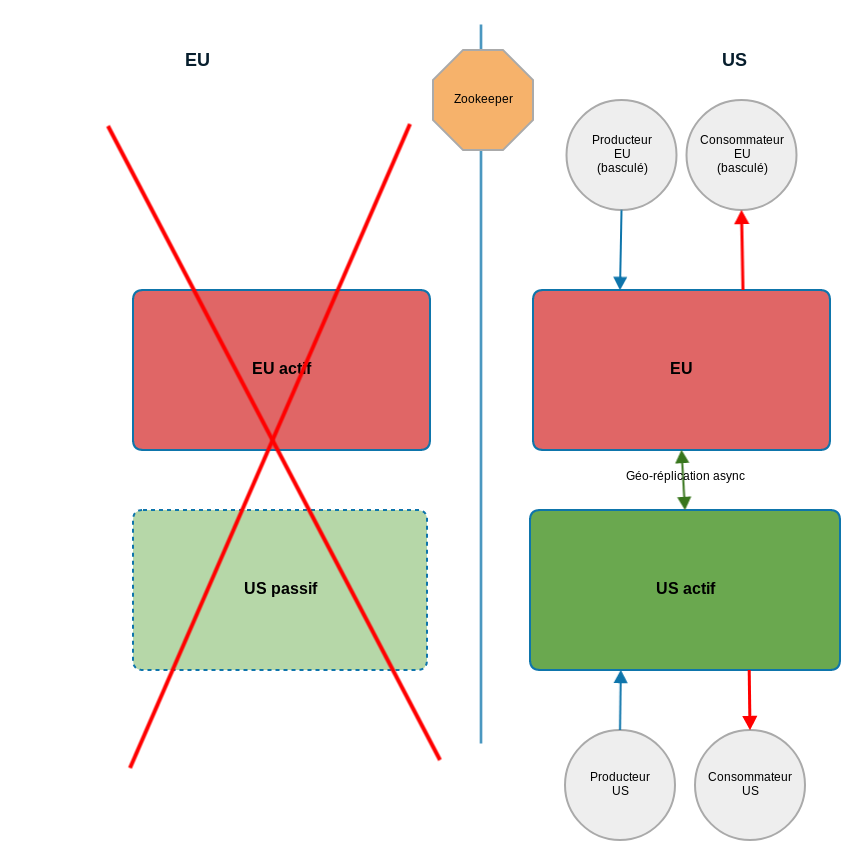 EU
US
Zookeeper
Producteur
EU
(basculé)
Consommateur
EU
(basculé)
EU actif
EU
Géo-réplication async
US passif
US actif
Producteur
US
Consommateur
US